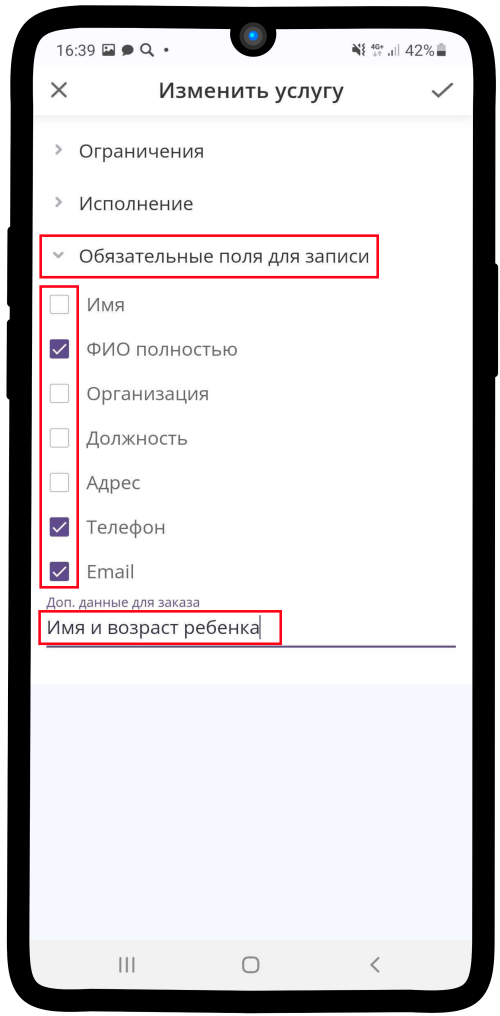 16:39 4G+ 42%
Изменить услугу
Ограничения
Исполнение
Обязательные поля для записи
Имя
ФИО полностью
Организация
Должность
Адрес
Телефон
Email
Доп. данные для заказа
Имя и возраст ребенка